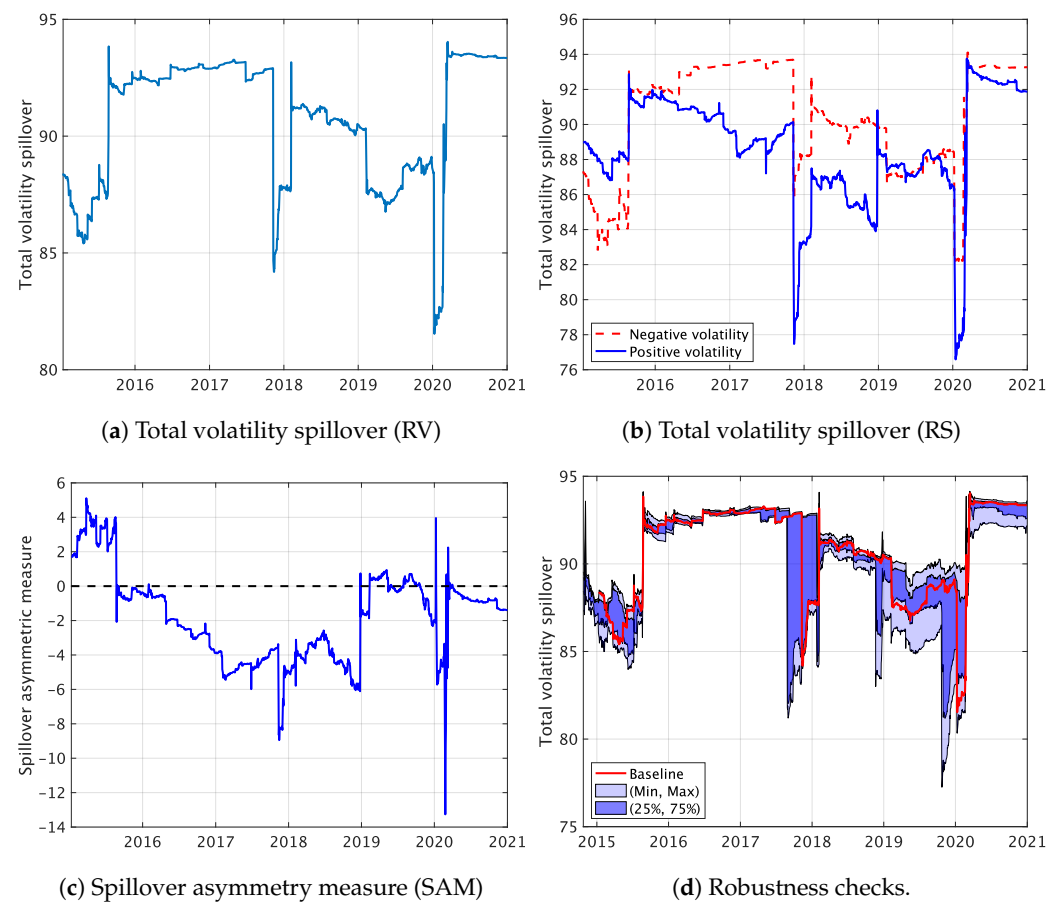 95
90
85
80
Total volatility spillover
2016 2017 2018 2019 2020 2021
(a) Total volatility spillover (RV)
96
94
92
90
88
86
84
82
80
78
76
Total volatility spillover
Negative volatility
Positive volatility
2016 2017 2018 2019 2020 2021
(b) Total volatility spillover (RS)
6
4
2
0
−2
−4
−6
−8
−10
−12
−14
Spillover asymmetric measure
2016 2017 2018 2019 2020 2021
(c) Spillover asymmetry measure (SAM)
95
90
85
80
75
Total volatility spillover
Baseline
(Min, Max)
(25%, 75%)
2015 2016 2017 2018 2019 2020 2021
(d) Robustness checks.